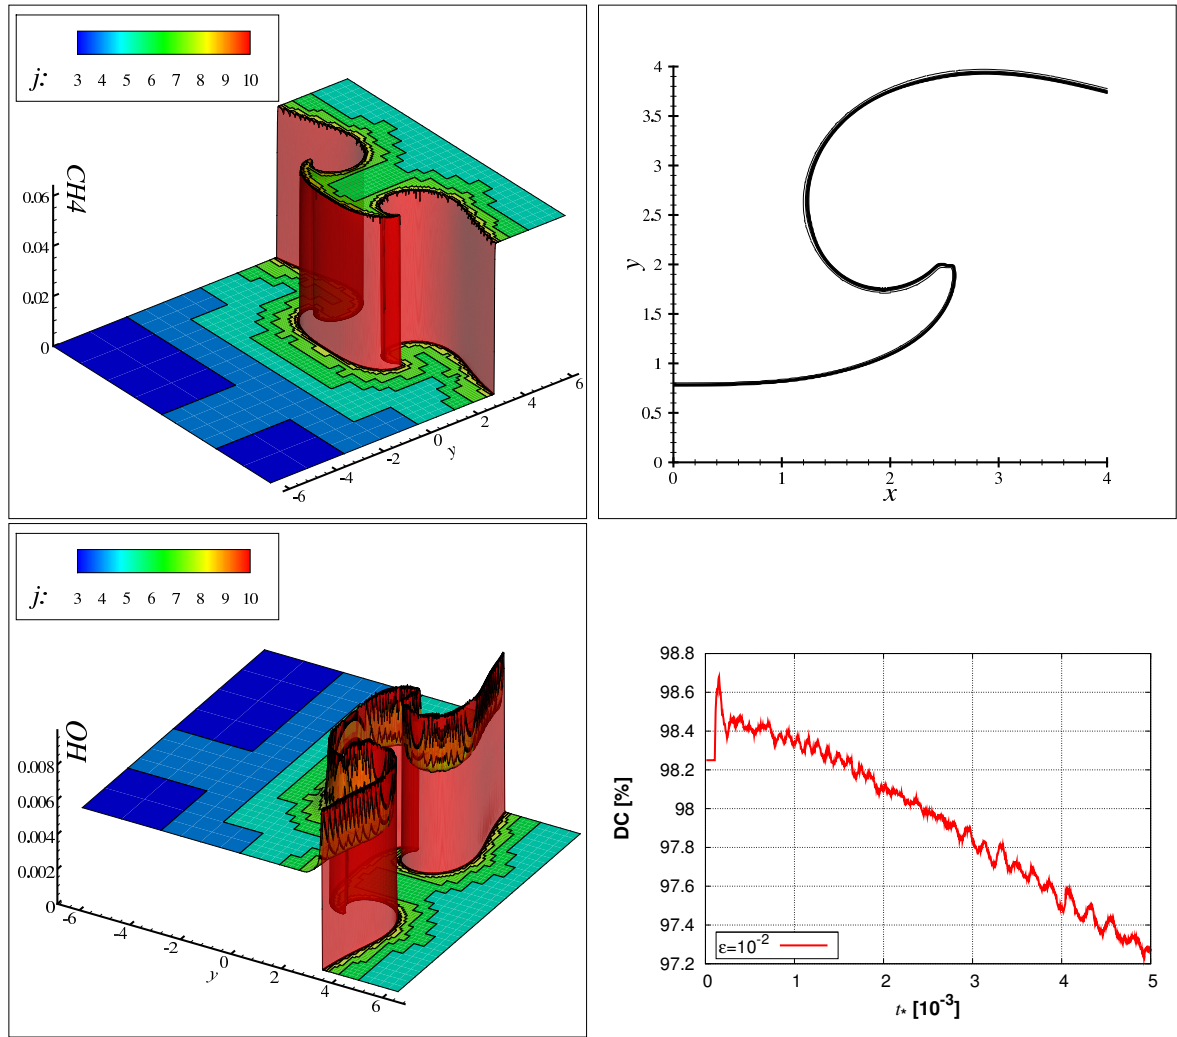 j:
3 4 5 6 7 8 9 10
CH4
0.06
0.04
0.02
0
-6 -4 -2 0 2 4 6
y
4
3.5
3
2.5
2
1.5
1
0.5
0
y
0 1 2 3 4
x
j:
3 4 5 6 7 8 9 10
OH
0.008
0.006
0.004
0.002
0
-6 -4 -2 0 2 4 6
y
98.8
98.6
98.4
98.2
98
97.8
97.6
97.4
97.2
DC [%]
ε=10⁻²
0 1 2 3 4 5
t⋆ [10⁻³]